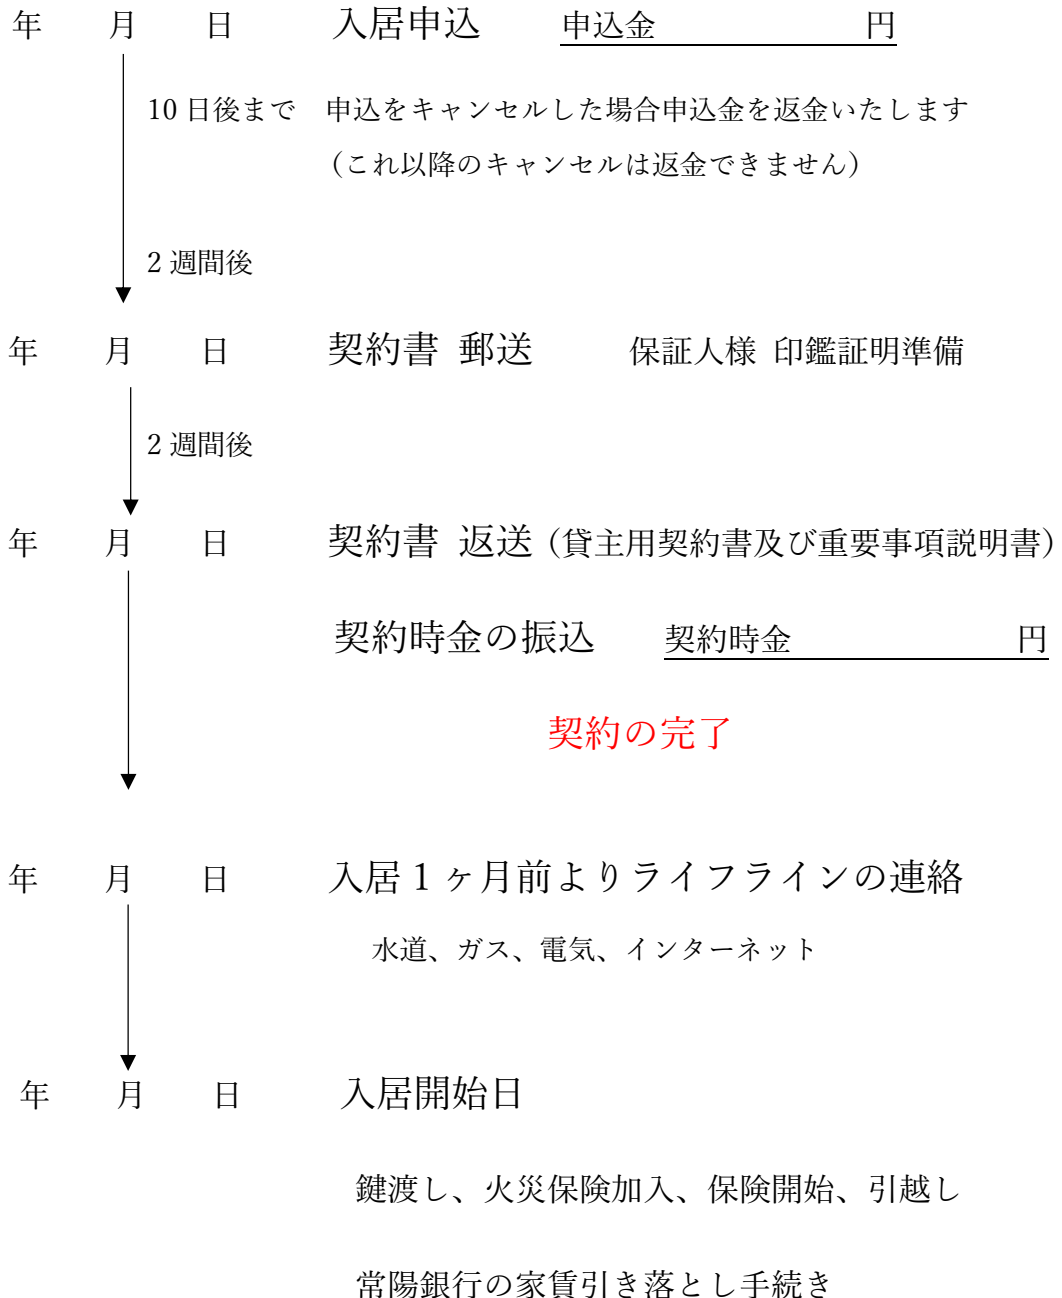 年 月 日 入居申込 申込金 円
10日後まで 申込をキャンセルした場合申込金を返金いたします
（これ以降のキャンセルは返金できません）
2週間後
年 月 日 契約書 郵送 保証人様 印鑑証明準備
2週間後
年 月 日 契約書 返送（貸主用契約書及び重要事項説明書）
契約時金の振込 契約時金 円
契約の完了
年 月 日 入居1ヶ月前よりライフラインの連絡
水道、ガス、電気、インターネット
年 月 日 入居開始日
鍵渡し、火災保険加入、保険開始、引越し
常陽銀行の家賃引き落とし手続き